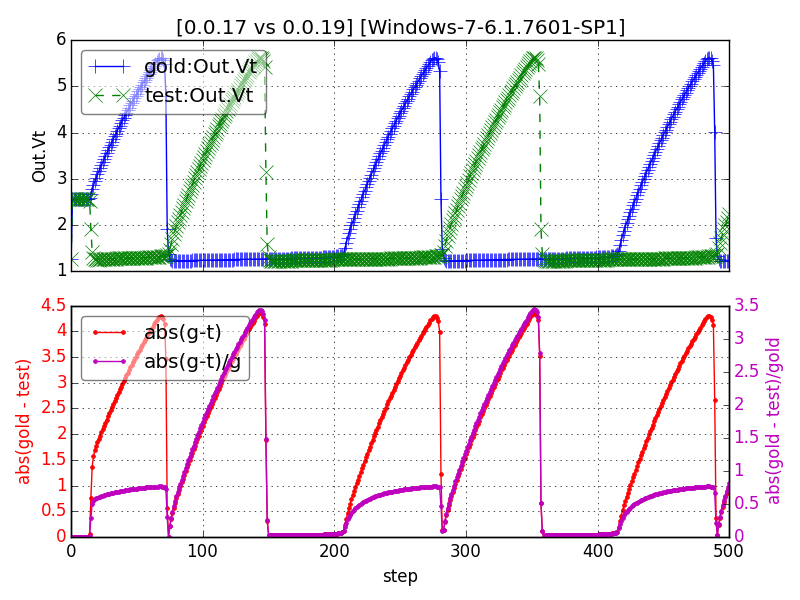 [0.0.17 vs 0.0.19] [Windows-7-6.1.7601-SP1]
6
5
4
3
2
1
Out.Vt
gold:Out.Vt
test:Out.Vt
4.5
4
3.5
3
2.5
2
1.5
1
0.5
0
abs(gold - test)
abs(g-t)
abs(g-t)/g
3.5
3
2.5
2
1.5
1
0.5
0
abs(gold - test)/gold
0 100 200 300 400 500
step